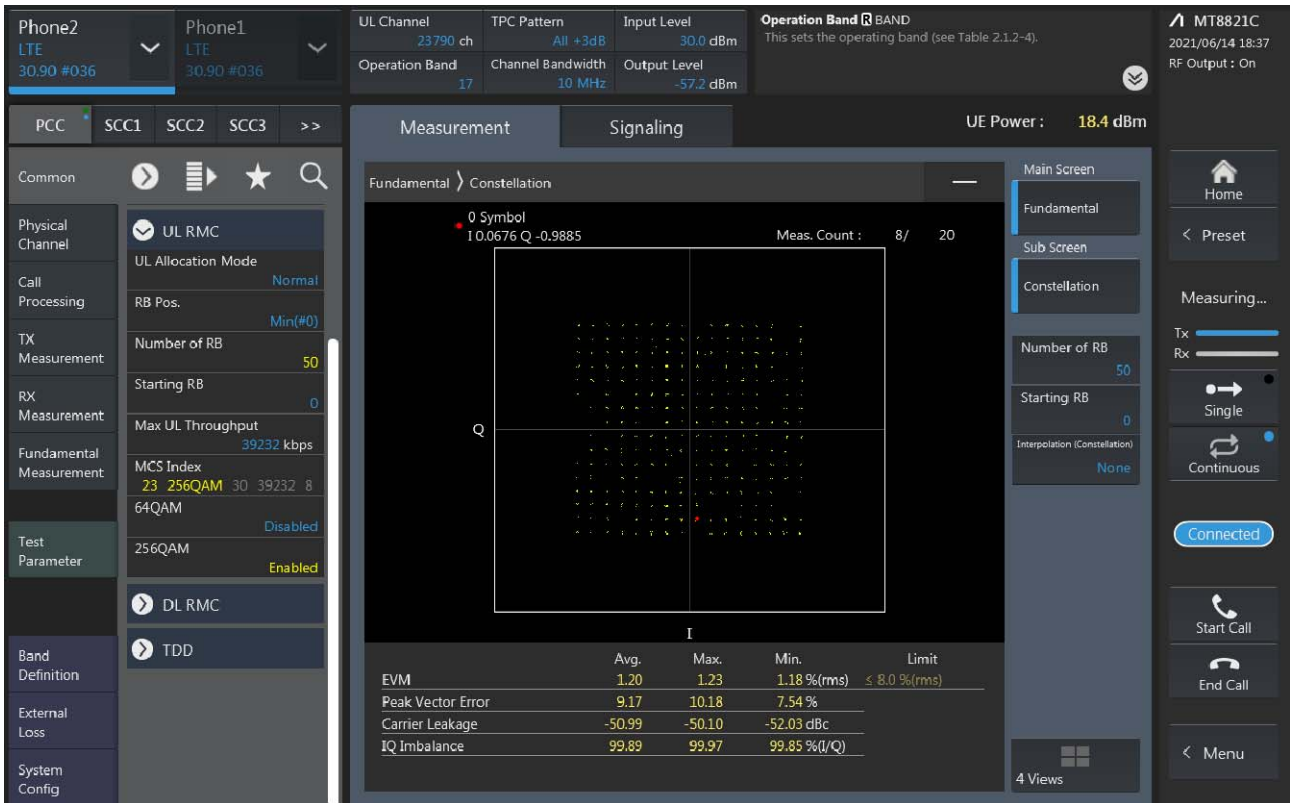 Phone2
LTE
30.90 #036
Phone1
LTE
30.90 #036
UL Channel
23790 ch
TPC Pattern
All +3dB
Input Level
30.0 dBm
Operation Band
17
Channel Bandwidth
10 MHz
Output Level
-57.2 dBm
Operation Band R BAND
This sets the operating band (see Table 2.1.2-4).
MT8821C
2021/06/14 18:37
RF Output : On
PCC SCC1 SCC2 SCC3 >>
Measurement Signaling
UE Power : 18.4 dBm
Common
Physical
Channel
Call
Processing
TX
Measurement
RX
Measurement
Fundamental
Measurement
Test
Parameter
Band
Definition
External
Loss
System
Config
UL RMC
UL Allocation Mode
Normal
RB Pos.
Min(#0)
Number of RB
50
Starting RB
0
Max UL Throughput
39232 kbps
MCS Index
23 256QAM 30 39232 8
64QAM
Disabled
256QAM
Enabled
DL RMC
TDD
Fundamental ⟩ Constellation
0 Symbol
I 0.0676 Q -0.9885
Meas. Count : 8/ 20
Q
I
Avg. Max. Min. Limit
EVM 1.20 1.23 1.18 %(rms) ≤ 8.0 %(rms)
Peak Vector Error 9.17 10.18 7.54 %
Carrier Leakage -50.99 -50.10 -52.03 dBc
IQ Imbalance 99.89 99.97 99.85 %(I/Q)
Main Screen
Fundamental
Sub Screen
Constellation
Number of RB
50
Starting RB
0
Interpolation (Constellation)
None
4 Views
Home
< Preset
Measuring...
Tx
Rx
Single
Continuous
Connected
Start Call
End Call
< Menu